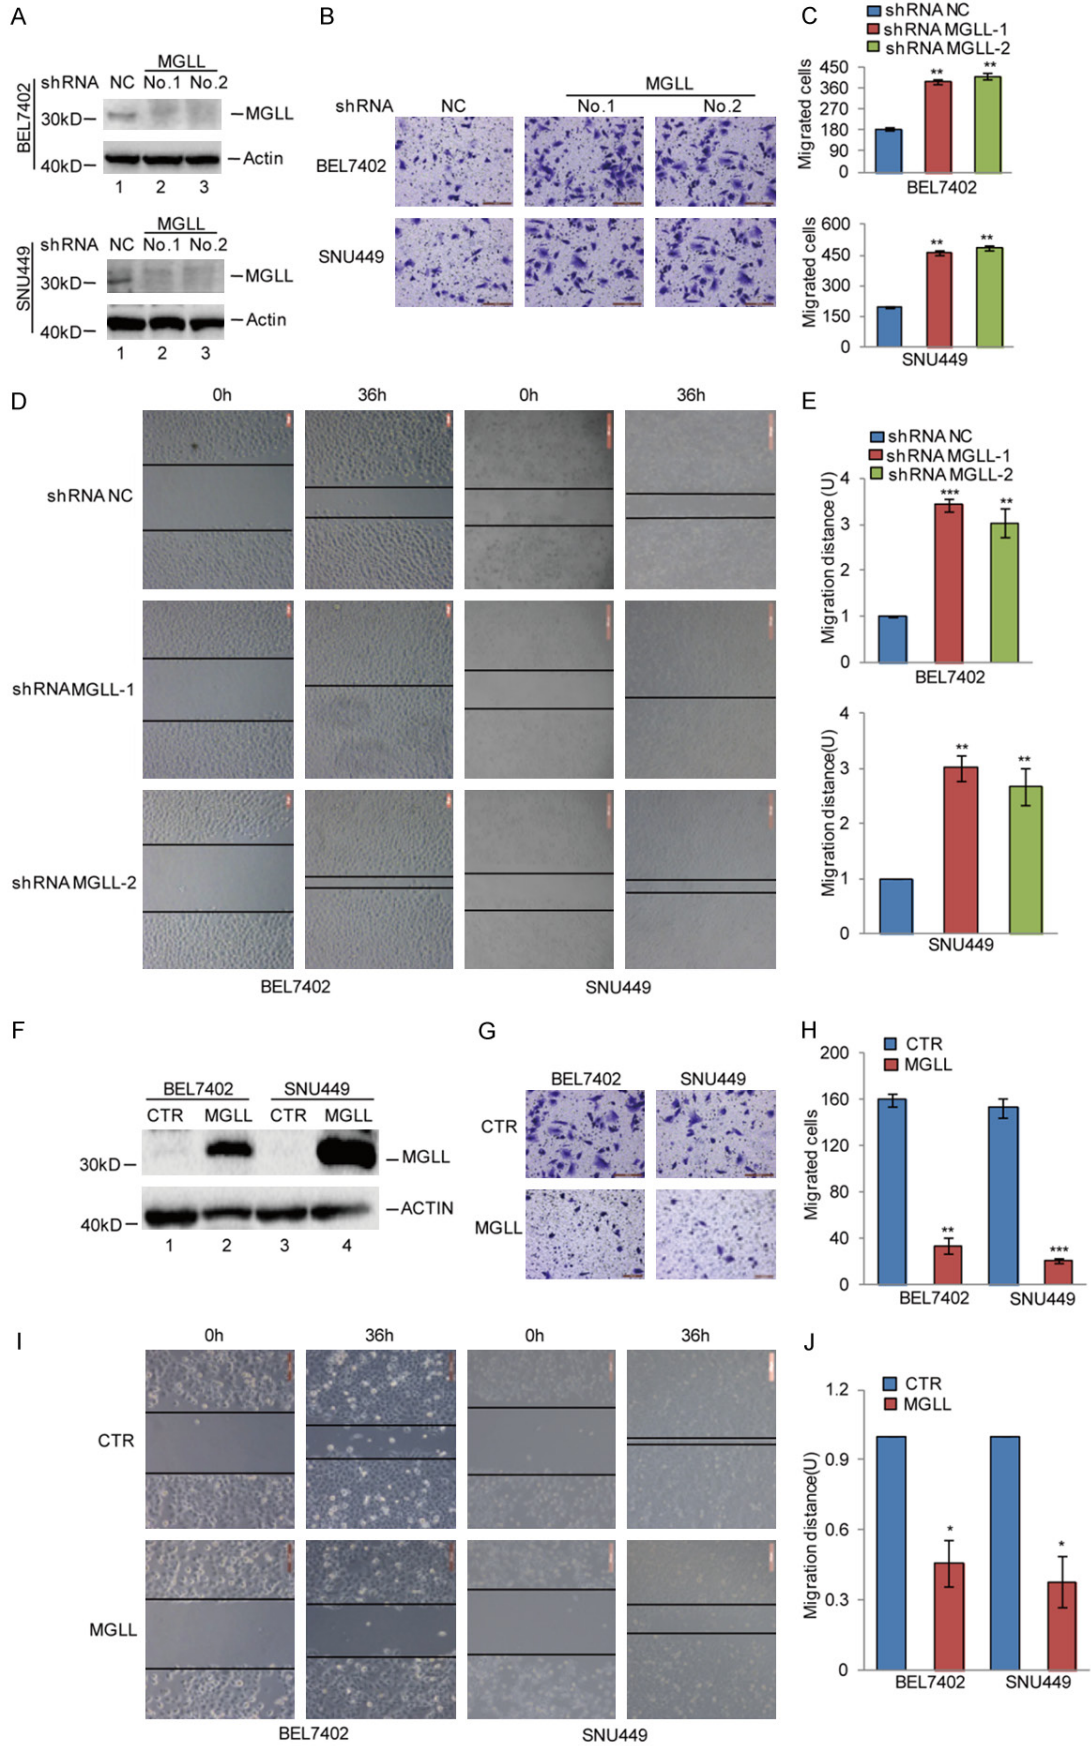 A
shRNA NC MGLL No.1 No.2
BEL7402
30kD
MGLL
40kD
Actin
1 2 3
shRNA NC MGLL No.1 No.2
SNU449
30kD
MGLL
40kD
Actin
1 2 3
B
MGLL
shRNA NC No.1 No.2
BEL7402
SNU449
C
shRNA NC
shRNA MGLL-1
shRNA MGLL-2
Migrated cells
450
360
270
180
90
0
** **
BEL7402
Migrated cells
600
450
300
150
0
** **
SNU449
D
0h 36h 0h 36h
shRNA NC
shRNAMGLL-1
shRNA MGLL-2
BEL7402 SNU449
E
shRNA NC
shRNA MGLL-1
shRNA MGLL-2
Migration distance (U)
4
3
2
1
0
*** **
BEL7402
Migration distance(U)
4
3
2
1
0
** **
SNU449
F
BEL7402 SNU449
CTR MGLL CTR MGLL
30kD
MGLL
40kD
ACTIN
1 2 3 4
G
BEL7402 SNU449
CTR
MGLL
H
CTR
MGLL
Migrated cells
200
160
120
80
40
0
** ***
BEL7402 SNU449
I
0h 36h 0h 36h
CTR
MGLL
BEL7402 SNU449
J
CTR
MGLL
Migration distance(U)
1.2
0.9
0.6
0.3
0
* *
BEL7402 SNU449